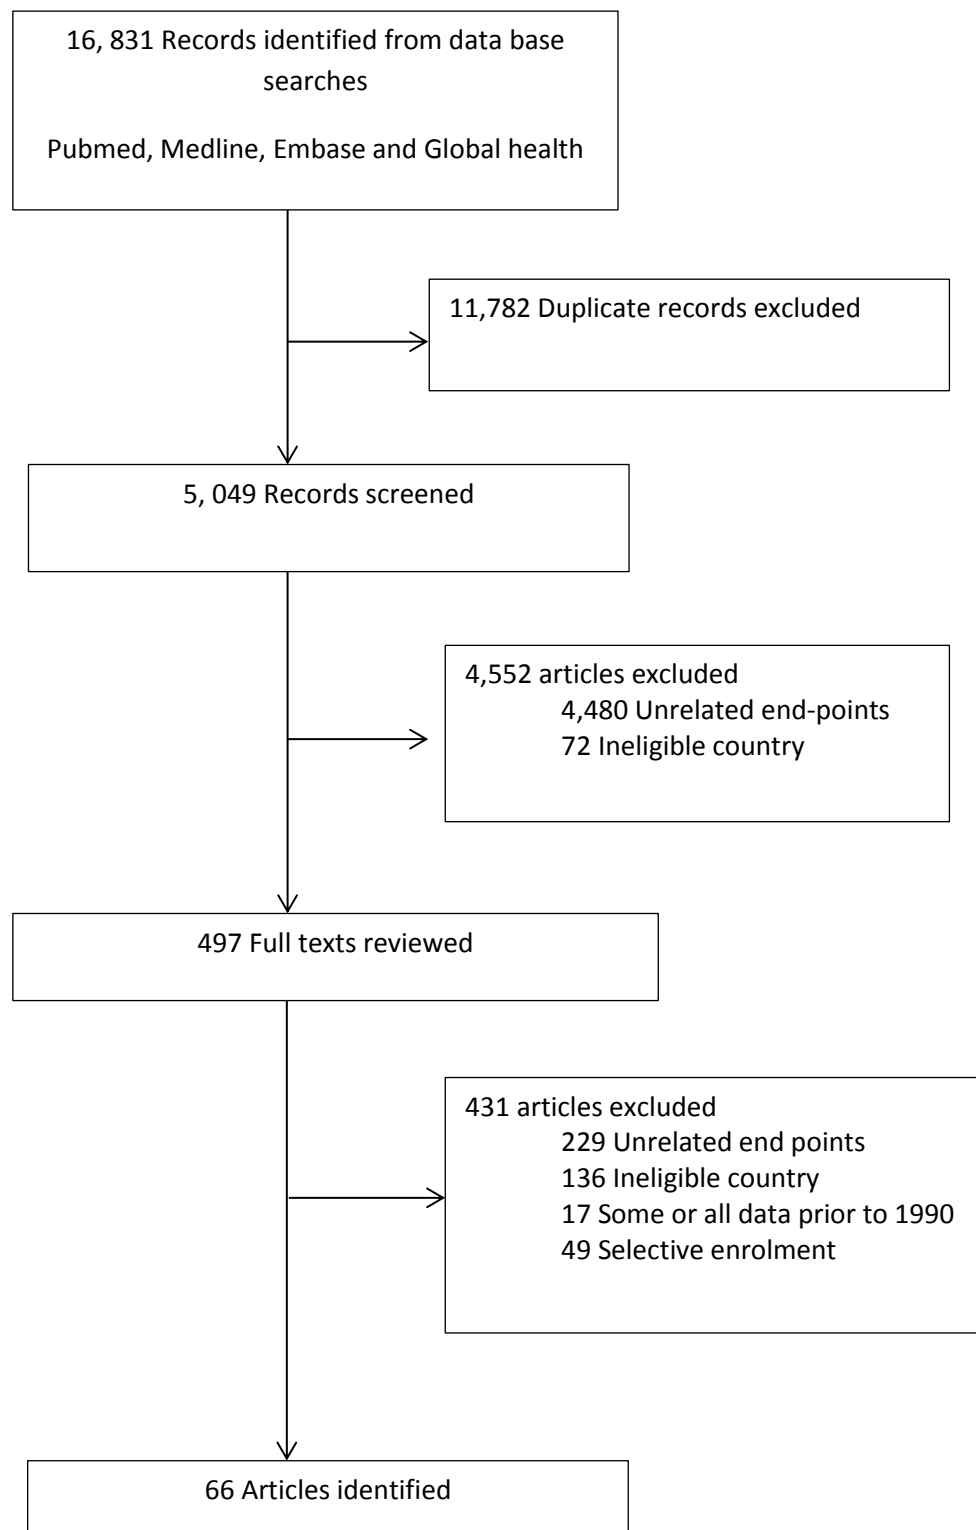 16, 831 Records identified from data base
searches
Pubmed, Medline, Embase and Global health
11,782 Duplicate records excluded
5, 049 Records screened
4,552 articles excluded
4,480 Unrelated end-points
72 Ineligible country
497 Full texts reviewed
431 articles excluded
229 Unrelated end points
136 Ineligible country
17 Some or all data prior to 1990
49 Selective enrolment
66 Articles identified